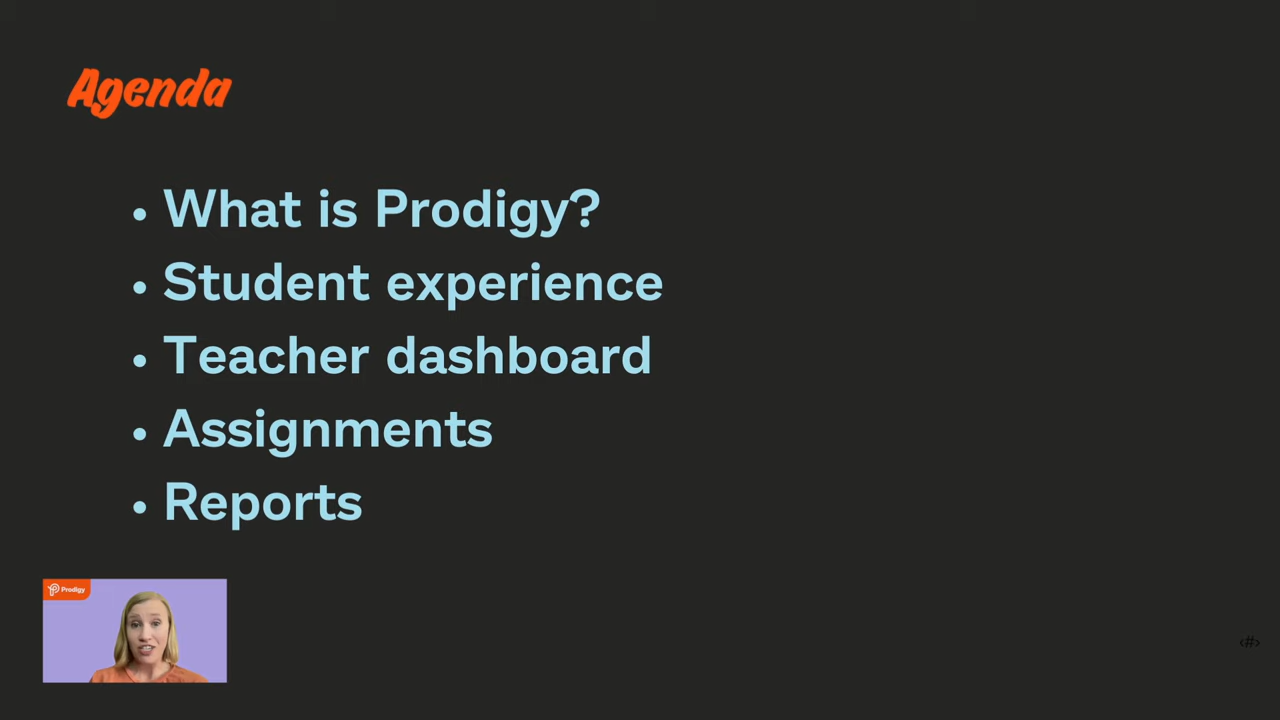 Agenda
• What is Prodigy?
• Student experience
• Teacher dashboard
• Assignments
• Reports
Prodigy
‹#›